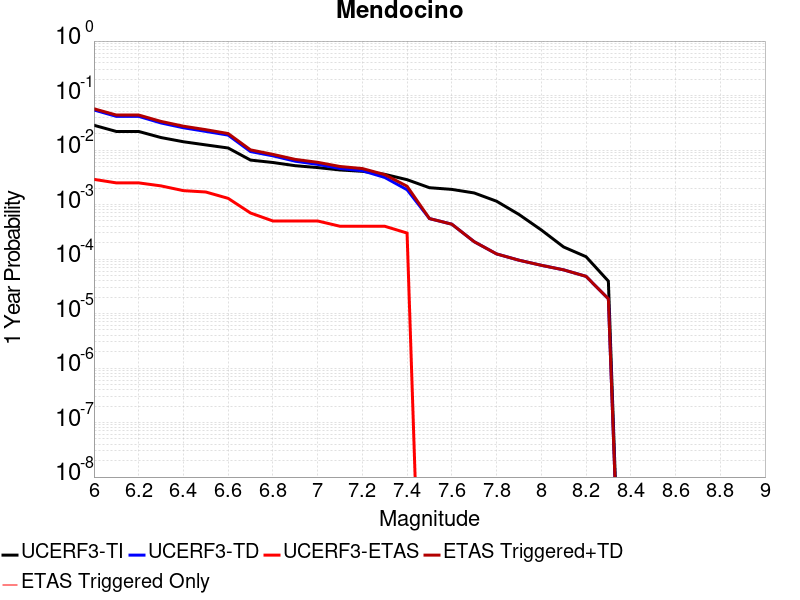 Mendocino
10^0
10^-1
10^-2
10^-3
10^-4
10^-5
10^-6
10^-7
10^-8
1 Year Probability
6 6.2 6.4 6.6 6.8 7 7.2 7.4 7.6 7.8 8 8.2 8.4 8.6 8.8 9
Magnitude
UCERF3-TI UCERF3-TD UCERF3-ETAS ETAS Triggered+TD
ETAS Triggered Only